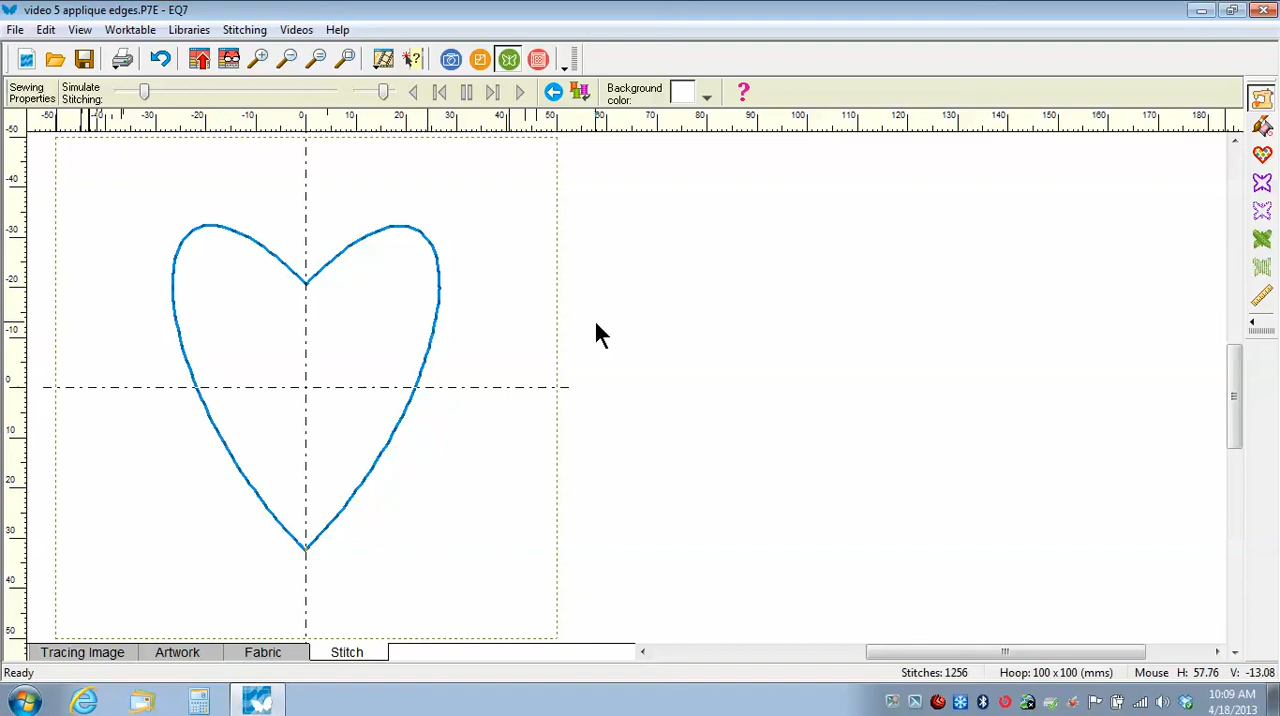 video 5 applique edges.P7E - EQ7
File Edit View Worktable Libraries Stitching Videos Help
Sewing Properties
Simulate Stitching:
Background color:
?
-50 -40 -30 -20 -10 0 10 20 30 40 50 60 70 80 90 100 110 120 130 140 150 160 170 180
-50
-40
-30
-20
-10
0
10
20
30
40
50
Tracing Image Artwork Fabric Stitch
Ready Stitches: 1256 Hoop: 100 x 100 (mms) Mouse H: 57.76 V: -13.08
10:09 AM
4/18/2013